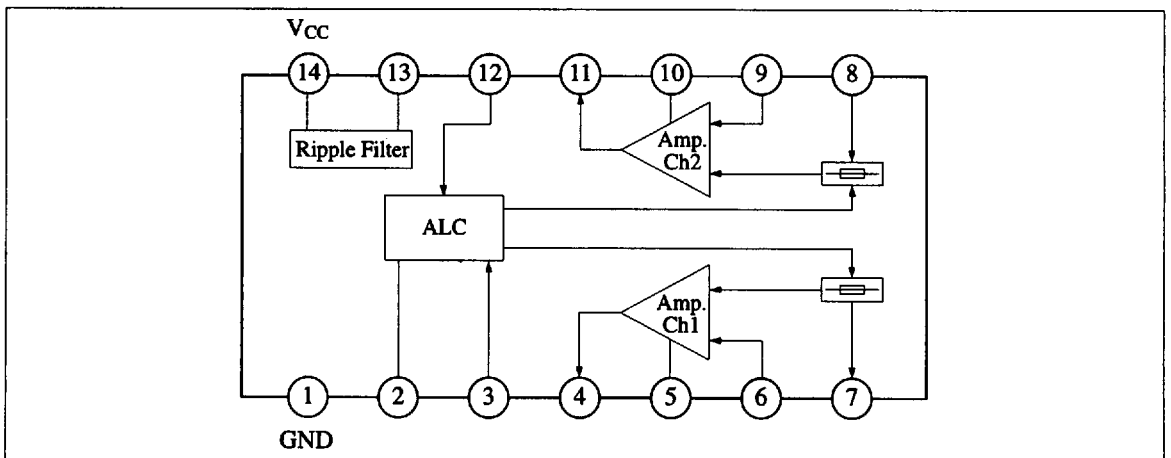 VCC
14 13 12 11 10 9 8
Ripple Filter
Amp.
Ch2
ALC
Amp.
Ch1
1 2 3 4 5 6 7
GND